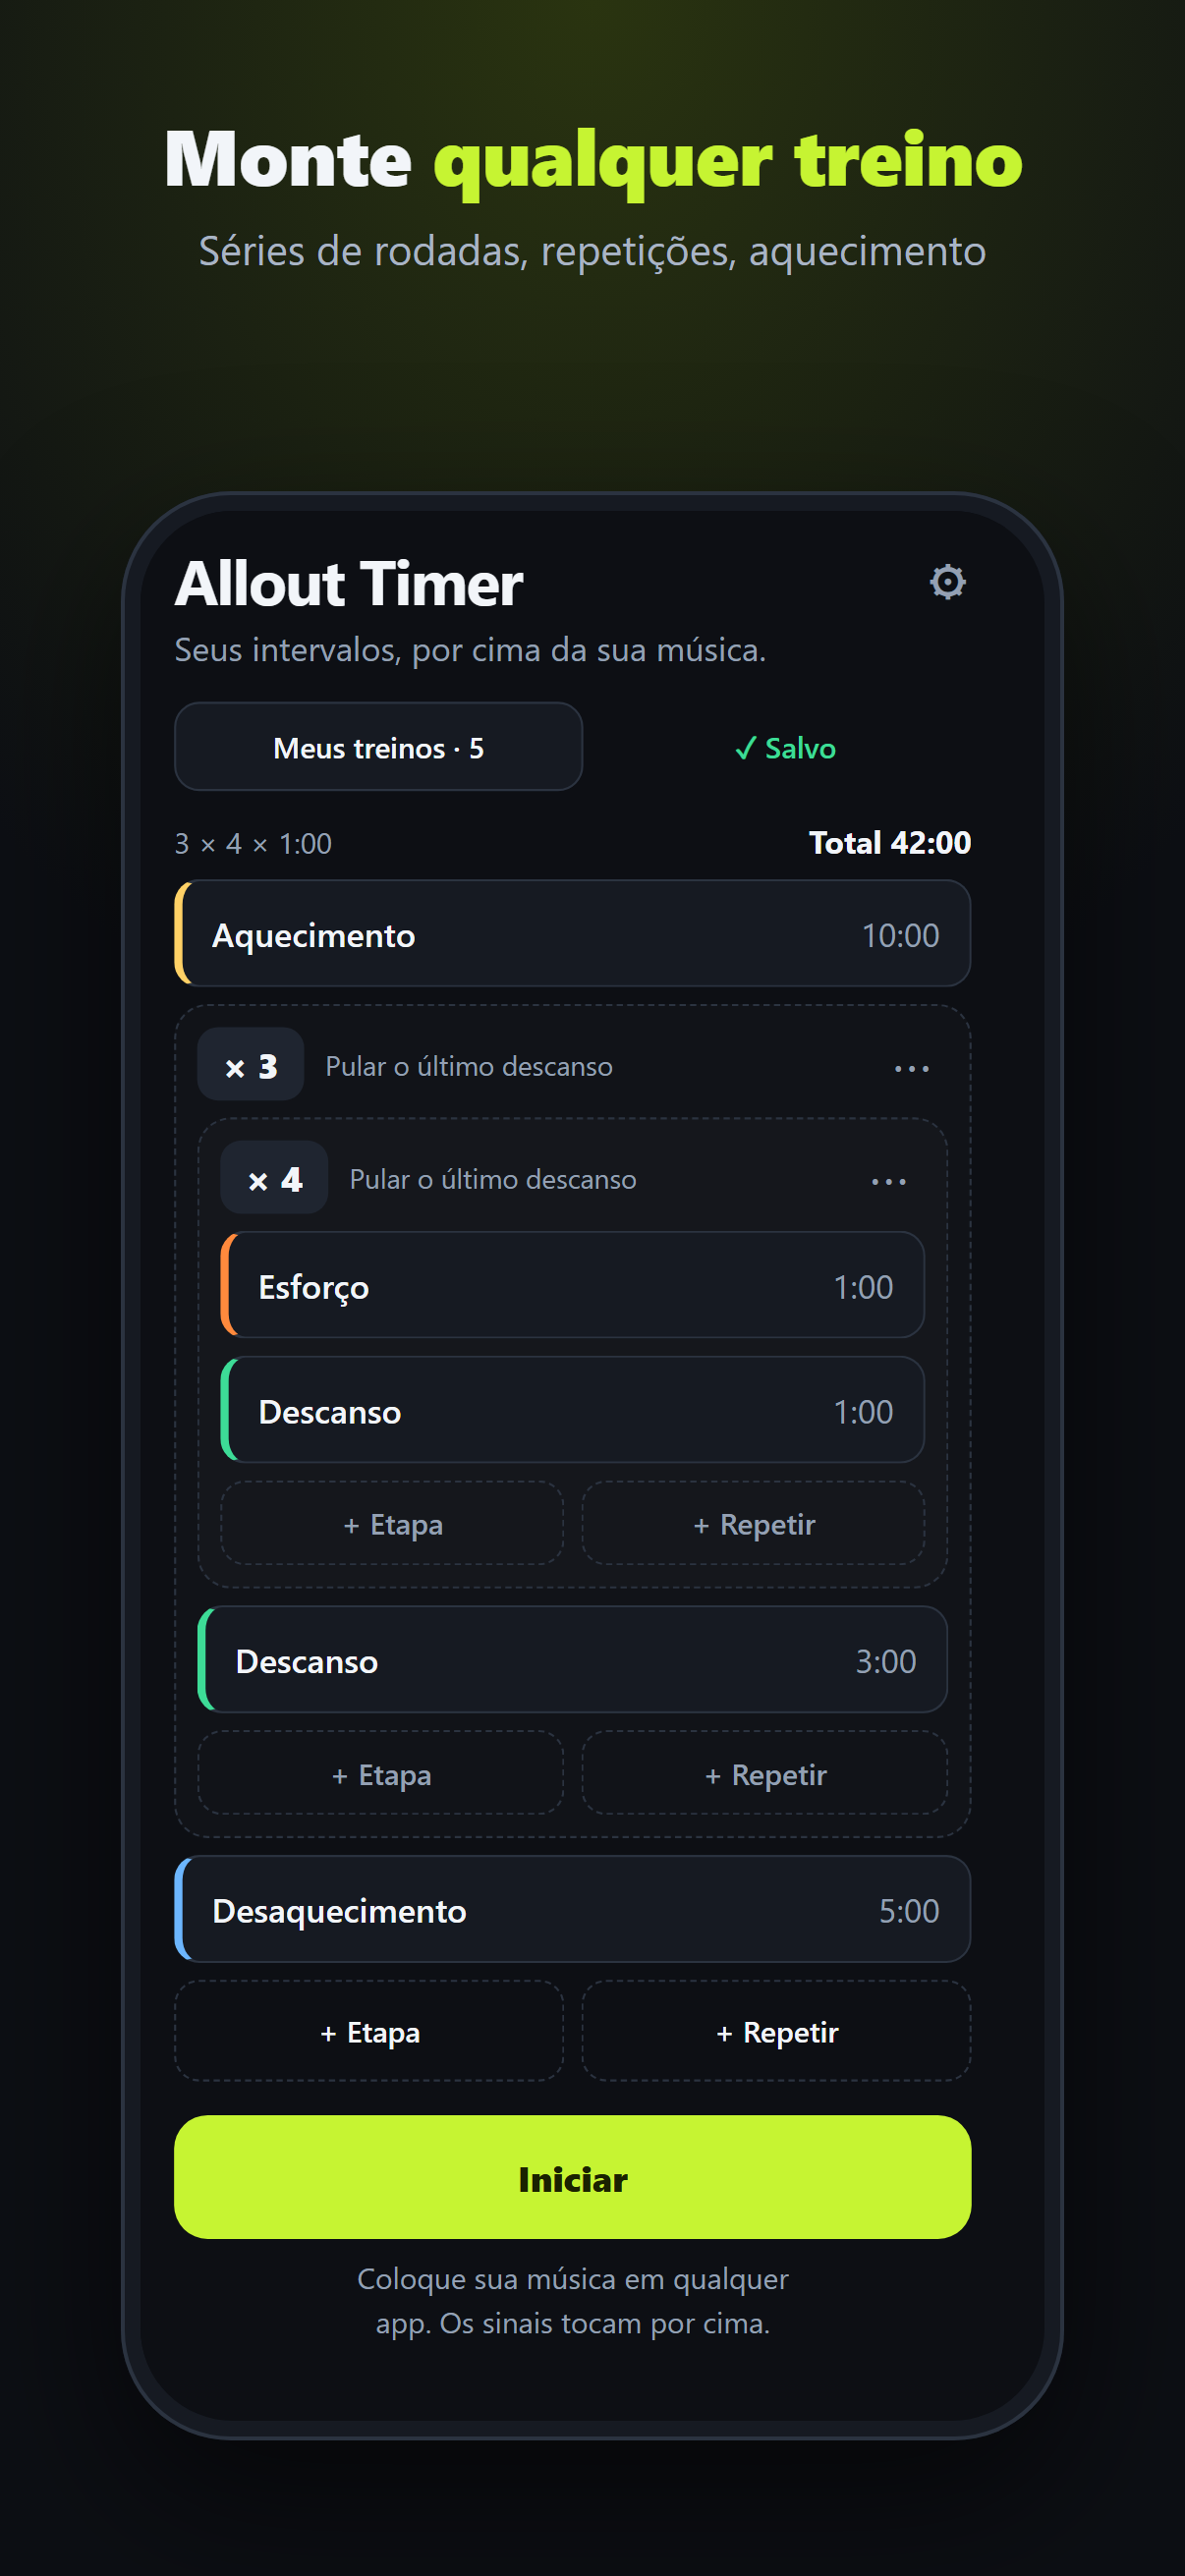 Monte qualquer treino
Séries de rodadas, repetições, aquecimento
Allout Timer
Seus intervalos, por cima da sua música.
Meus treinos · 5
✓ Salvo
3 × 4 × 1:00
Total 42:00
Aquecimento
10:00
× 3
Pular o último descanso
× 4
Pular o último descanso
Esforço
1:00
Descanso
1:00
+ Etapa
+ Repetir
Descanso
3:00
+ Etapa
+ Repetir
Desaquecimento
5:00
+ Etapa
+ Repetir
Iniciar
Coloque sua música em qualquer
app. Os sinais tocam por cima.